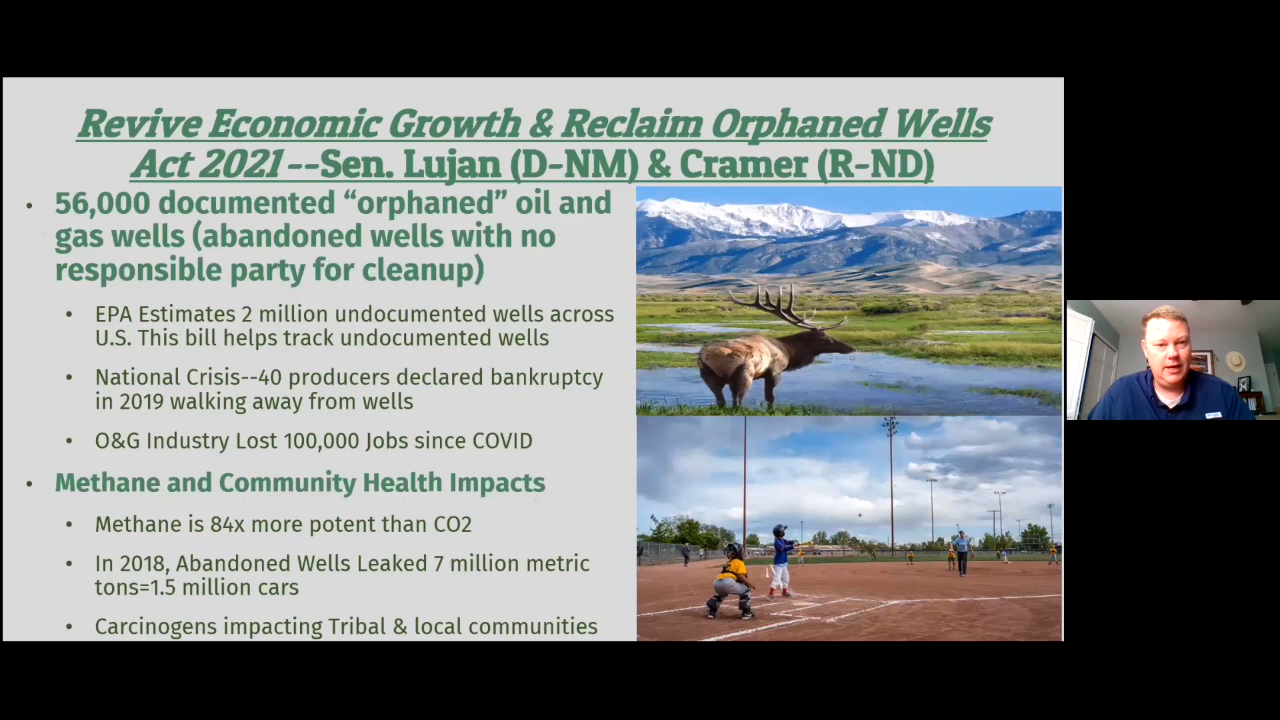 Revive Economic Growth & Reclaim Orphaned Wells
Act 2021--Sen. Lujan (D-NM) & Cramer (R-ND)
• 56,000 documented “orphaned” oil and
gas wells (abandoned wells with no
responsible party for cleanup)
• EPA Estimates 2 million undocumented wells across
U.S. This bill helps track undocumented wells
• National Crisis--40 producers declared bankruptcy
in 2019 walking away from wells
• O&G Industry Lost 100,000 Jobs since COVID
• Methane and Community Health Impacts
• Methane is 84x more potent than CO2
• In 2018, Abandoned Wells Leaked 7 million metric
tons=1.5 million cars
• Carcinogens impacting Tribal & local communities